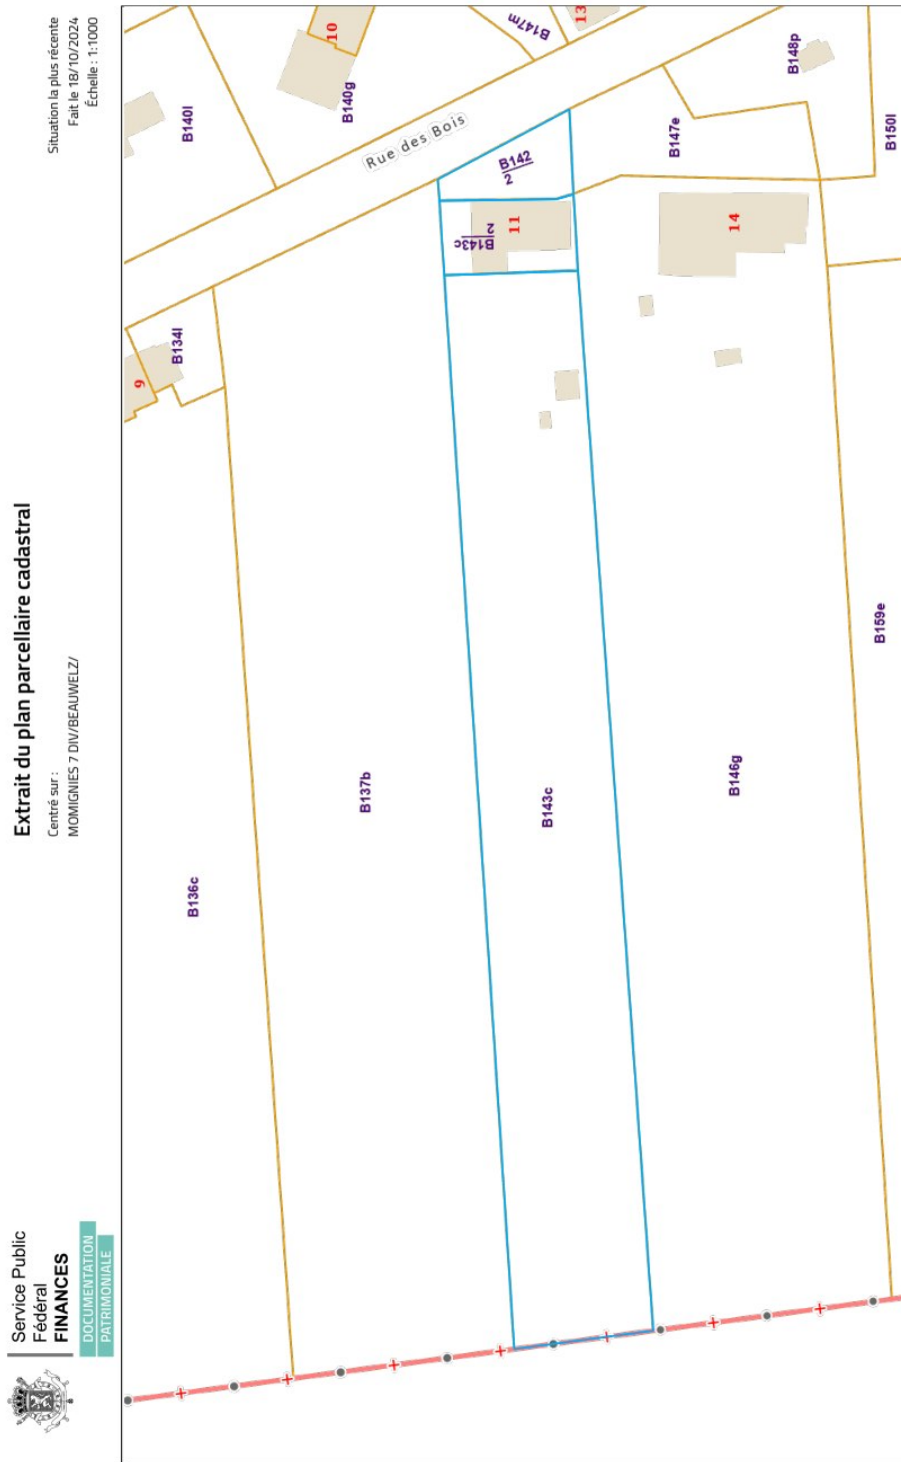 Service Public
Fédéral
FINANCES
DOCUMENTATION
PATRIMONIALE
Extrait du plan parcellaire cadastral
Centré sur :
MOMIGNIES 7 DIV/BEAUWELZ/
Situation la plus récente
Fait le 18/10/2024
Échelle : 1:1000
B140l
10
B140g
B147m
13
Rue des Bois
B148p
B150l
B147e
B142
2
B143c
2
11
14
9
B134l
B136c
B137b
B143c
B146g
B159e